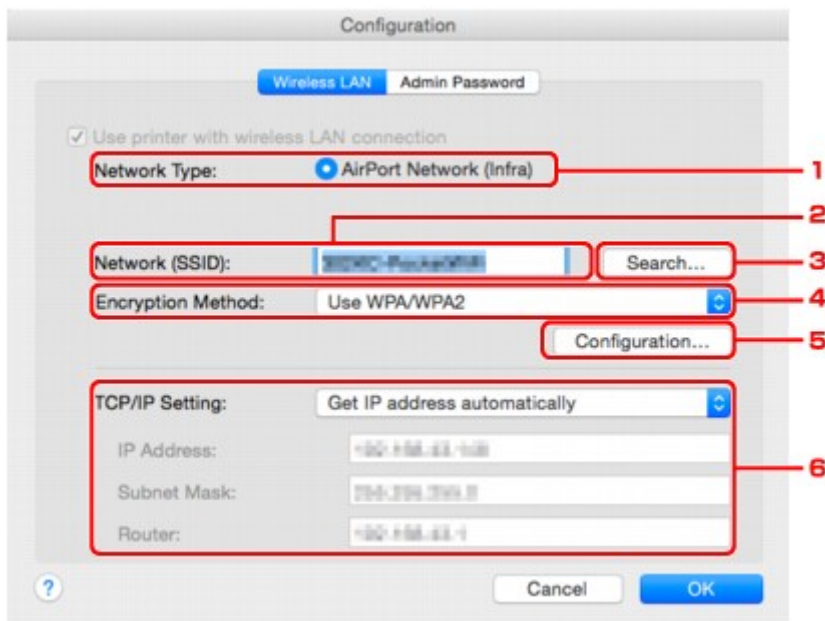 Configuration
Wireless LAN Admin Password
Use printer with wireless LAN connection
Network Type: AirPort Network (Infra) 1
2
Network (SSID): Search... 3
Encryption Method: Use WPA/WPA2 4
Configuration... 5
TCP/IP Setting: Get IP address automatically
IP Address:
6
Subnet Mask:
Router:
? Cancel OK